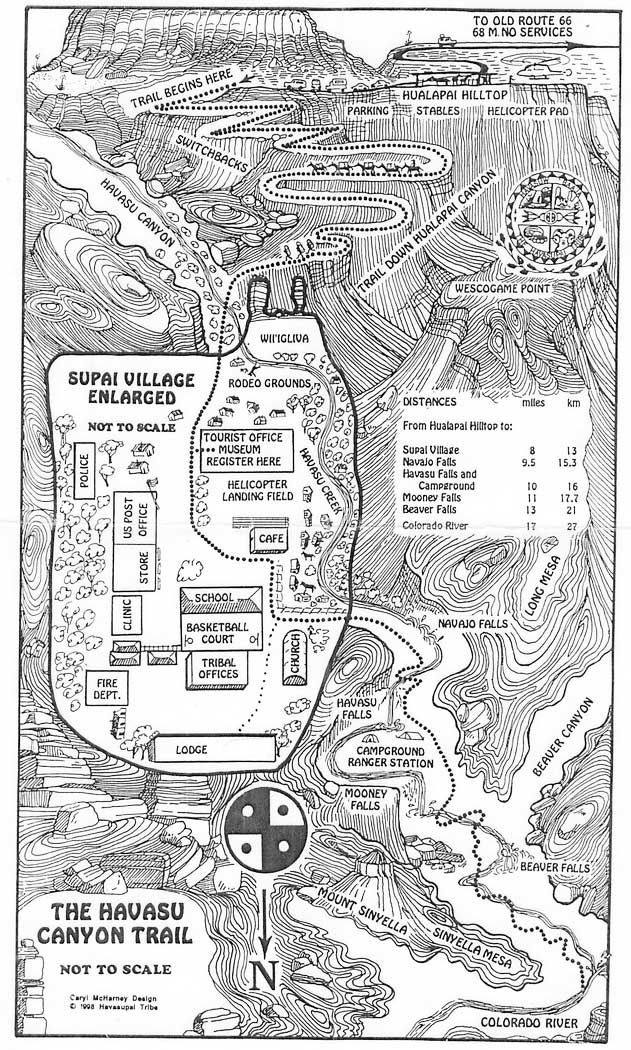 TO OLD ROUTE 66
68 M. NO SERVICES
TRAIL BEGINS HERE
HUALAPAI HILLTOP
PARKING STABLES HELICOPTER PAD
SWITCHBACKS
HAVASU CANYON
TRAIL DOWN HUALAPAI CANYON
WESCOGAME POINT
WII'IGLIVA
SUPAI VILLAGE
ENLARGED
NOT TO SCALE
RODEO GROUNDS
DISTANCES miles km
From Hualapai Hilltop to:
Supai Village 8 13
Navajo Falls 9.5 15.3
Havasu Falls and
Campground 10 16
Mooney Falls 11 17.7
Beaver Falls 13 21
Colorado River 17 27
TOURIST OFFICE
MUSEUM
REGISTER HERE
POLICE
HELICOPTER
LANDING FIELD
HAVASU CREEK
US POST
OFFICE
CAFE
STORE
SCHOOL
BASKETBALL
COURT
CLINIC
TRIBAL
OFFICES
CHURCH
FIRE
DEPT.
LODGE
LONG MESA
NAVAJO FALLS
HAVASU
FALLS
BEAVER CANYON
CAMPGROUND
RANGER STATION
MOONEY
FALLS
BEAVER FALLS
MOUNT SINYELLA
SINYELLA MESA
THE HAVASU
CANYON TRAIL
NOT TO SCALE
N
Caryl McHarney Design
© 1998 Havasupai Tribe
COLORADO RIVER